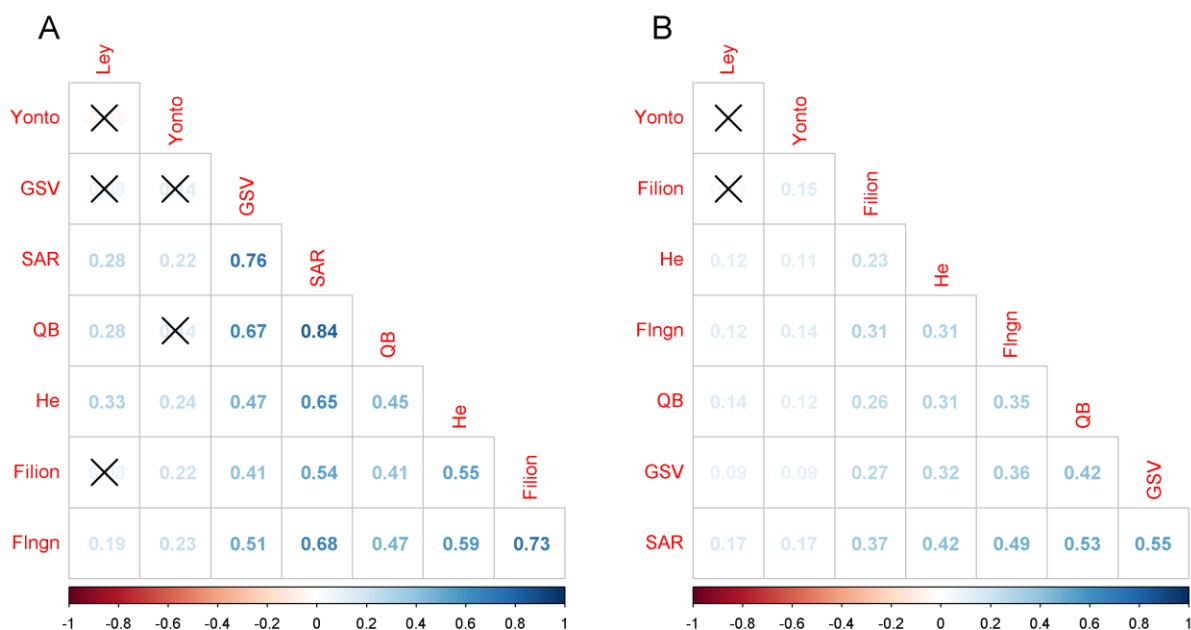 A
B
Ley
Yonto
Yonto
GSV
GSV
SAR 0.28 0.22 0.76
SAR
QB 0.28 0.67 0.84
QB
He 0.33 0.24 0.47 0.65 0.45
He
Filion 0.22 0.41 0.54 0.41 0.55
Filion
Flngn 0.19 0.23 0.51 0.68 0.47 0.59 0.73
-1 -0.8 -0.6 -0.4 -0.2 0 0.2 0.4 0.6 0.8 1
Ley
Yonto
Yonto
Filion 0.15
Filion
He 0.12 0.11 0.23
He
Flngn 0.12 0.14 0.31 0.31
Flngn
QB 0.14 0.12 0.26 0.31 0.35
QB
GSV 0.09 0.09 0.27 0.32 0.36 0.42
GSV
SAR 0.17 0.17 0.37 0.42 0.49 0.53 0.55
-1 -0.8 -0.6 -0.4 -0.2 0 0.2 0.4 0.6 0.8 1